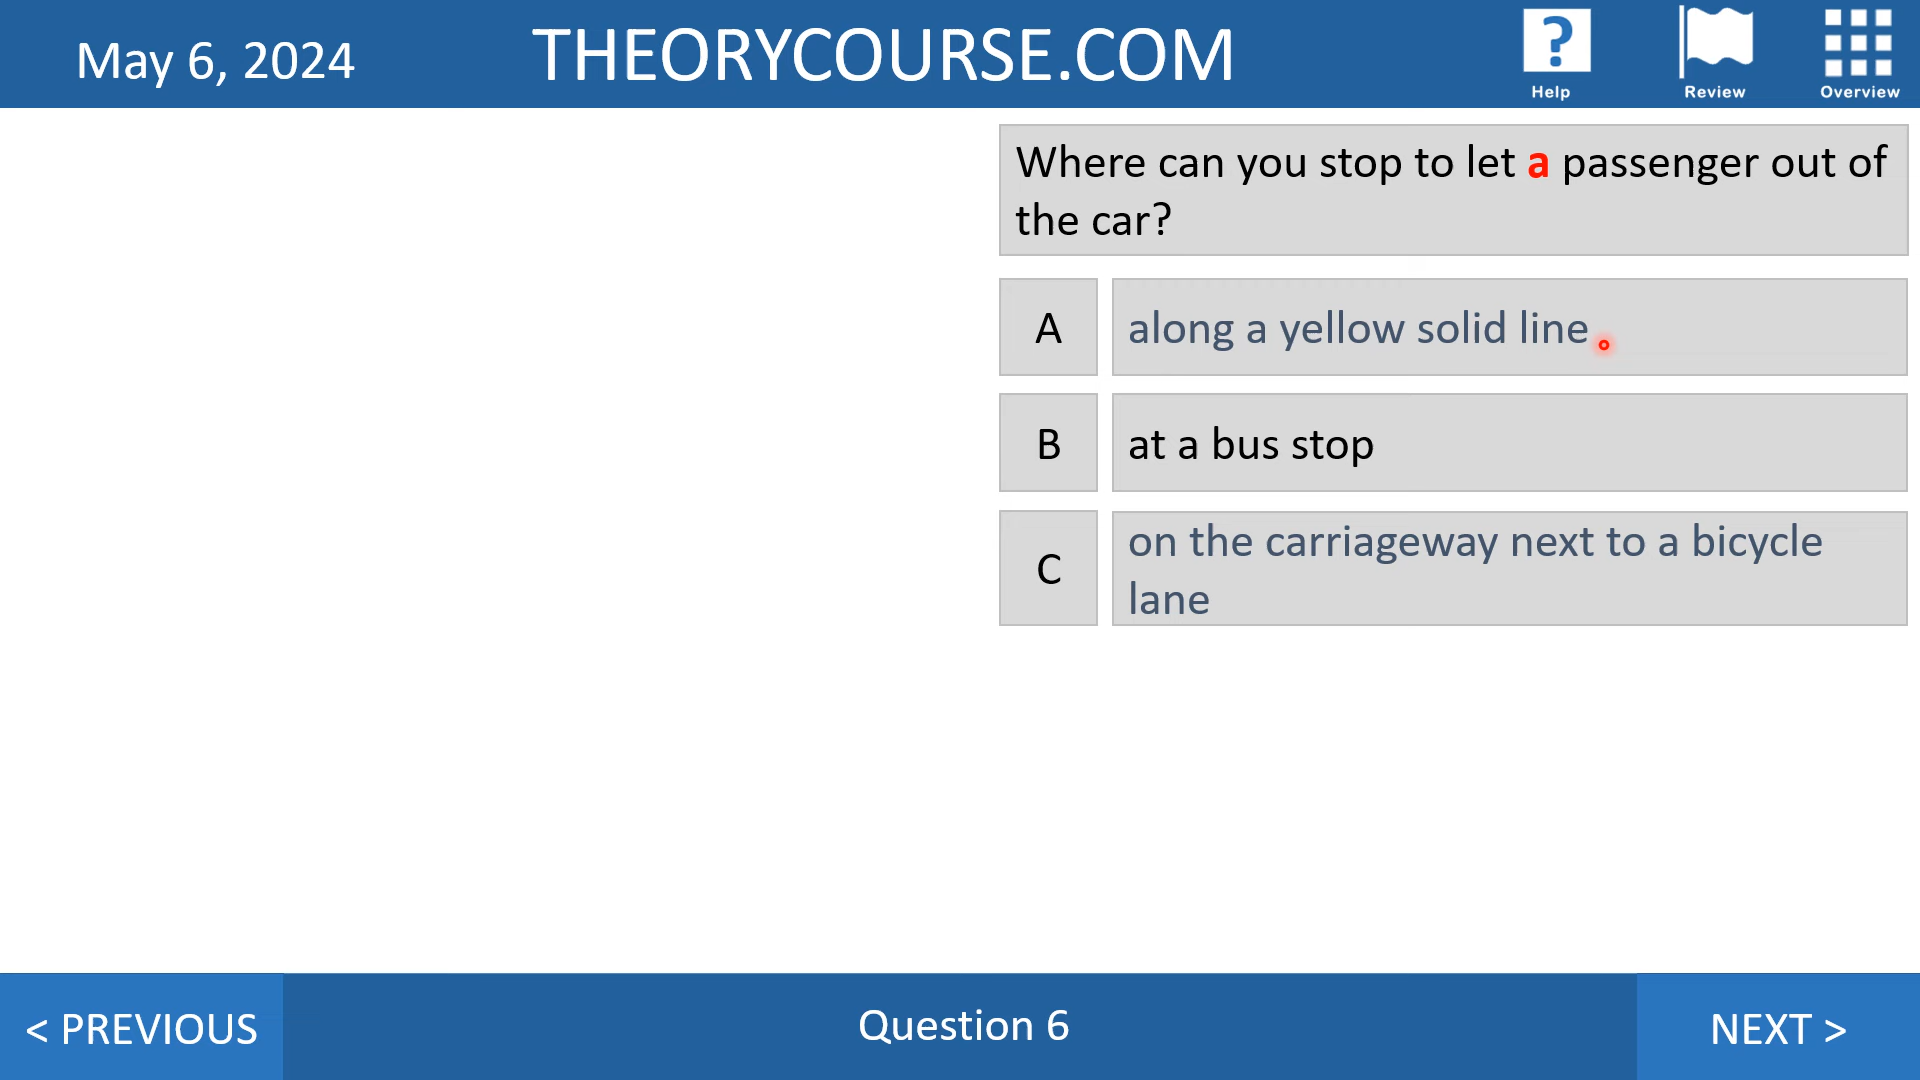 May 6, 2024
THEORYCOURSE.COM
Help
Review
Overview
Where can you stop to let a passenger out of
the car?
A
along a yellow solid line
B
at a bus stop
C
on the carriageway next to a bicycle
lane
< PREVIOUS
Question 6
NEXT >